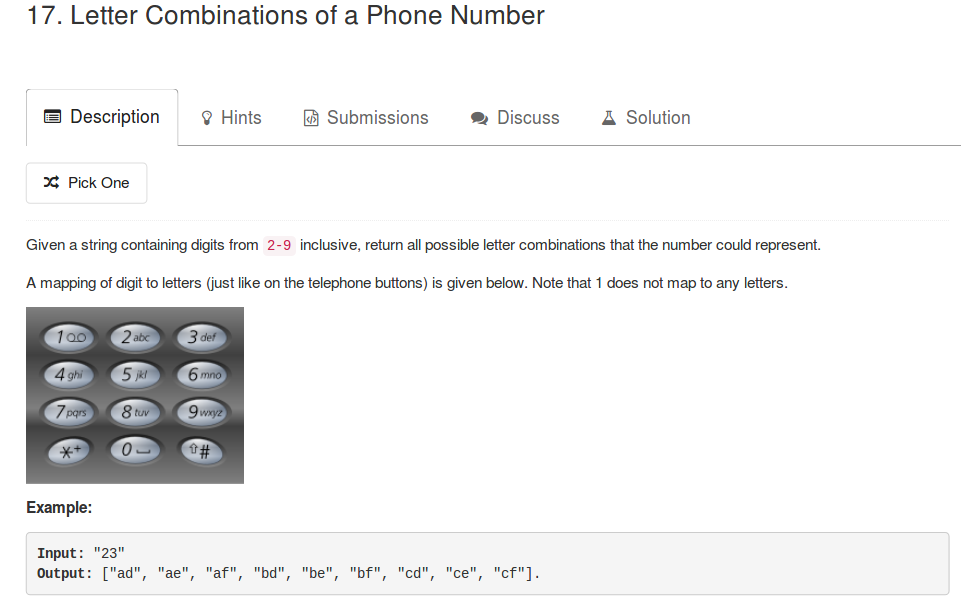 17. Letter Combinations of a Phone Number
Description Hints Submissions Discuss Solution
Pick One
Given a string containing digits from 2-9 inclusive, return all possible letter combinations that the number could represent.
A mapping of digit to letters (just like on the telephone buttons) is given below. Note that 1 does not map to any letters.
1 2 abc 3 def
4 ghi 5 jkl 6 mno
7 pqrs 8 tuv 9 wxyz
*+ 0 #
Example:
Input: "23"
Output: ["ad", "ae", "af", "bd", "be", "bf", "cd", "ce", "cf"].